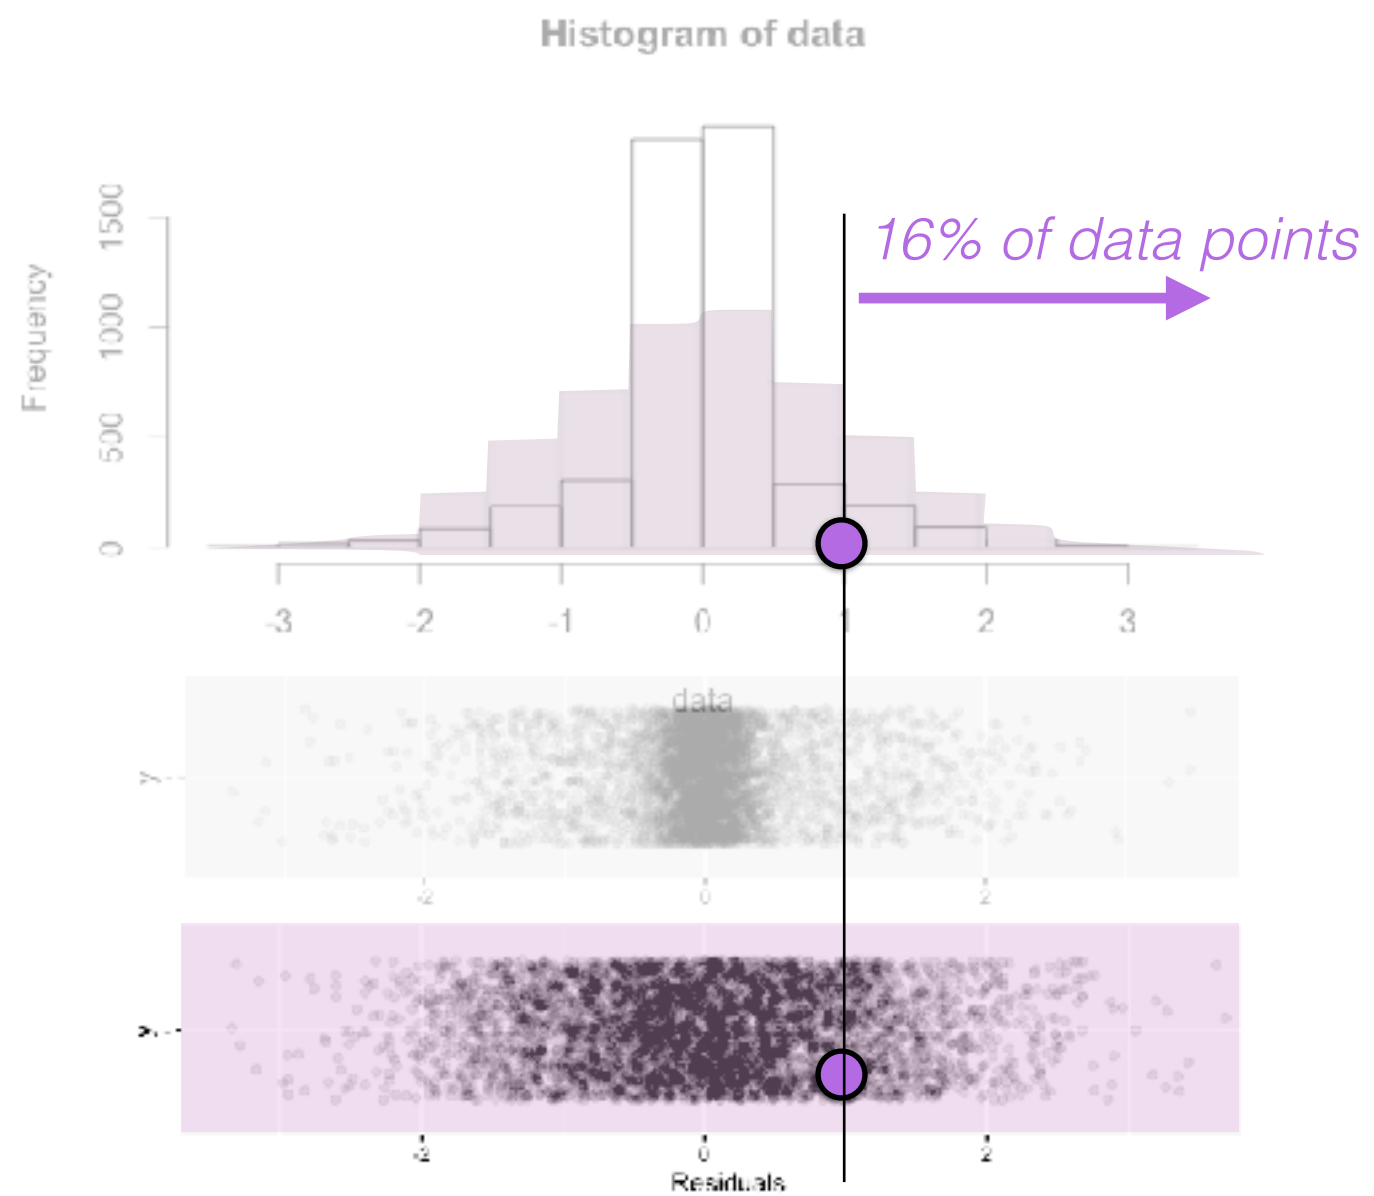 Histogram of data
16% of data points
Frequency
0
500
1000
1500
-3 -2 -1 0 1 2 3
data
y
-2 0 2
y
-2 0 2
Residuals